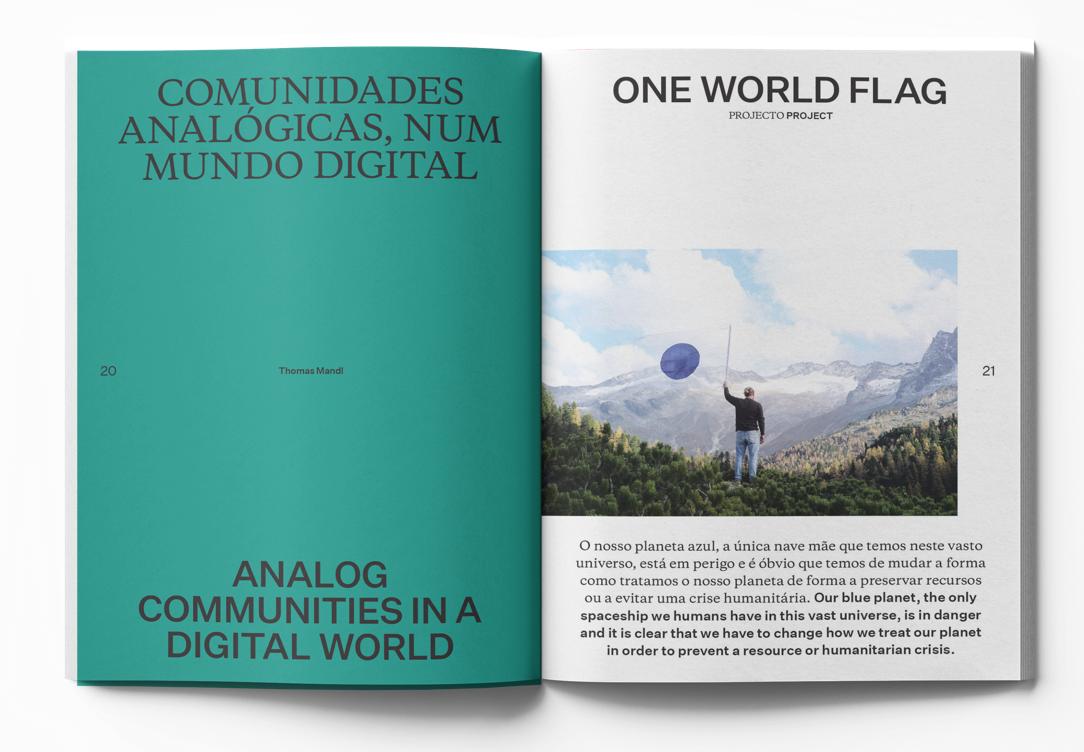 COMUNIDADES
ANALÓGICAS, NUM
MUNDO DIGITAL
20
Thomas Mandl
ANALOG
COMMUNITIES IN A
DIGITAL WORLD
ONE WORLD FLAG
PROJECTO PROJECT
21
O nosso planeta azul, a única nave mãe que temos neste vasto
universo, está em perigo e é óbvio que temos de mudar a forma
como tratamos o nosso planeta de forma a preservar recursos
ou a evitar uma crise humanitária. Our blue planet, the only
spaceship we humans have in this vast universe, is in danger
and it is clear that we have to change how we treat our planet
in order to prevent a resource or humanitarian crisis.